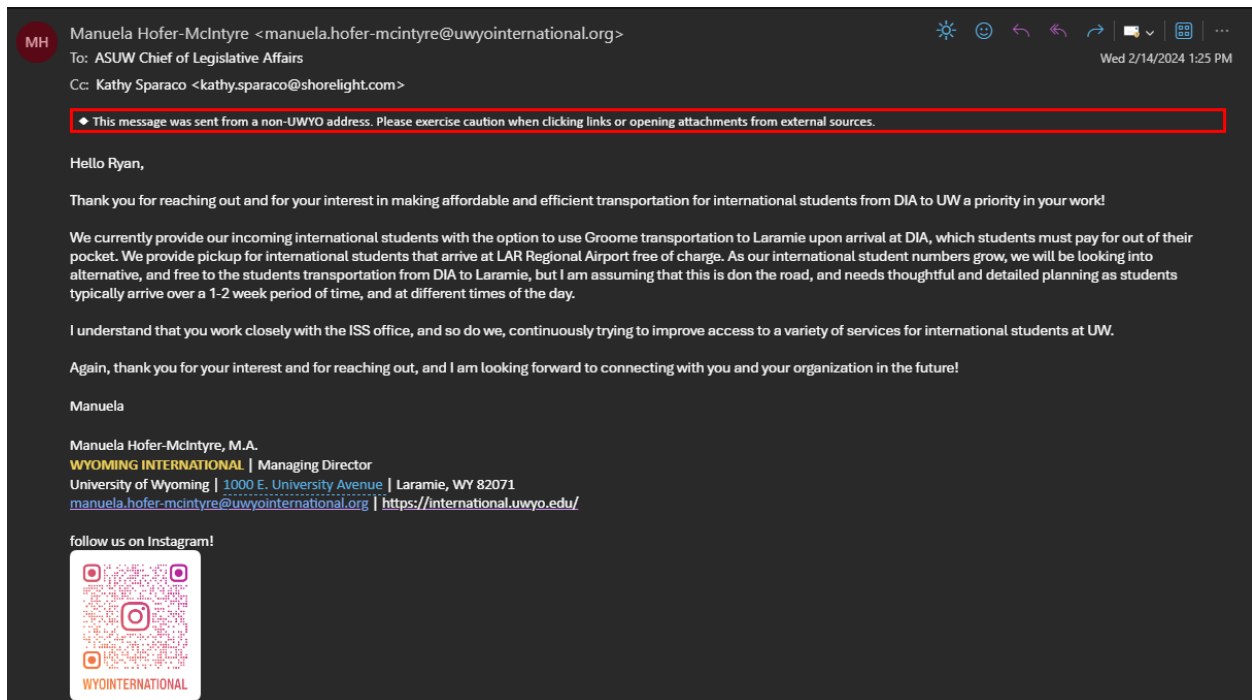 MH
Manuela Hofer-McIntyre <manuela.hofer-mcintyre@uwyointernational.org>
To: ASUW Chief of Legislative Affairs
Wed 2/14/2024 1:25 PM
Cc: Kathy Sparaco <kathy.sparaco@shorelight.com>
This message was sent from a non-UWYO address. Please exercise caution when clicking links or opening attachments from external sources.
Hello Ryan,
Thank you for reaching out and for your interest in making affordable and efficient transportation for international students from DIA to UW a priority in your work!
We currently provide our incoming international students with the option to use Groome transportation to Laramie upon arrival at DIA, which students must pay for out of their
pocket. We provide pickup for international students that arrive at LAR Regional Airport free of charge. As our international student numbers grow, we will be looking into
alternative, and free to the students transportation from DIA to Laramie, but I am assuming that this is don the road, and needs thoughtful and detailed planning as students
typically arrive over a 1-2 week period of time, and at different times of the day.
I understand that you work closely with the ISS office, and so do we, continuously trying to improve access to a variety of services for international students at UW.
Again, thank you for your interest and for reaching out, and I am looking forward to connecting with you and your organization in the future!
Manuela
Manuela Hofer-McIntyre, M.A.
WYOMING INTERNATIONAL | Managing Director
University of Wyoming | 1000 E. University Avenue | Laramie, WY 82071
manuela.hofer-mcintyre@uwyointernational.org | https://international.uwyo.edu/
follow us on Instagram!
WYOINTERNATIONAL